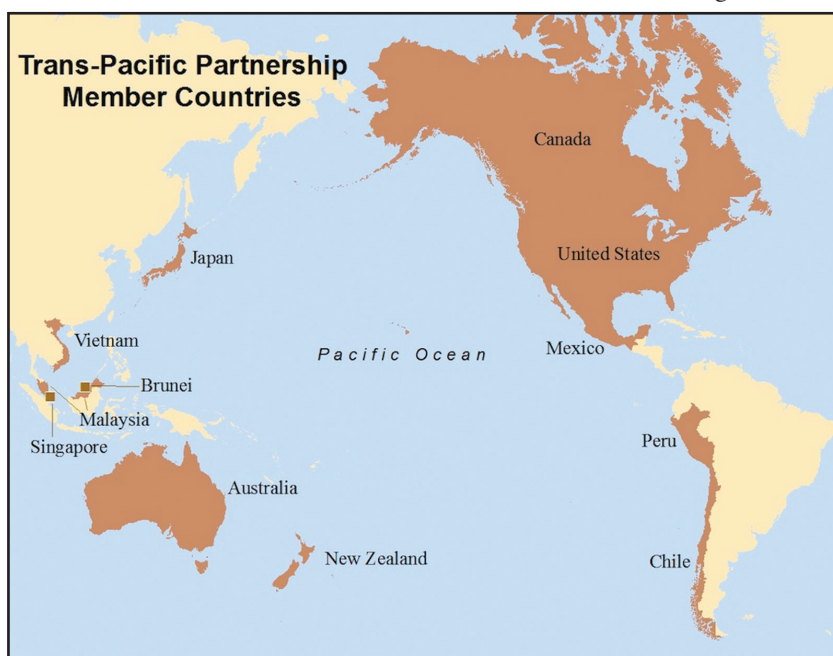 Trans-Pacific Partnership
Member Countries
Canada
United States
Japan
Vietnam
Pacific Ocean
Mexico
Brunei
Malaysia
Singapore
Peru
Australia
New Zealand
Chile